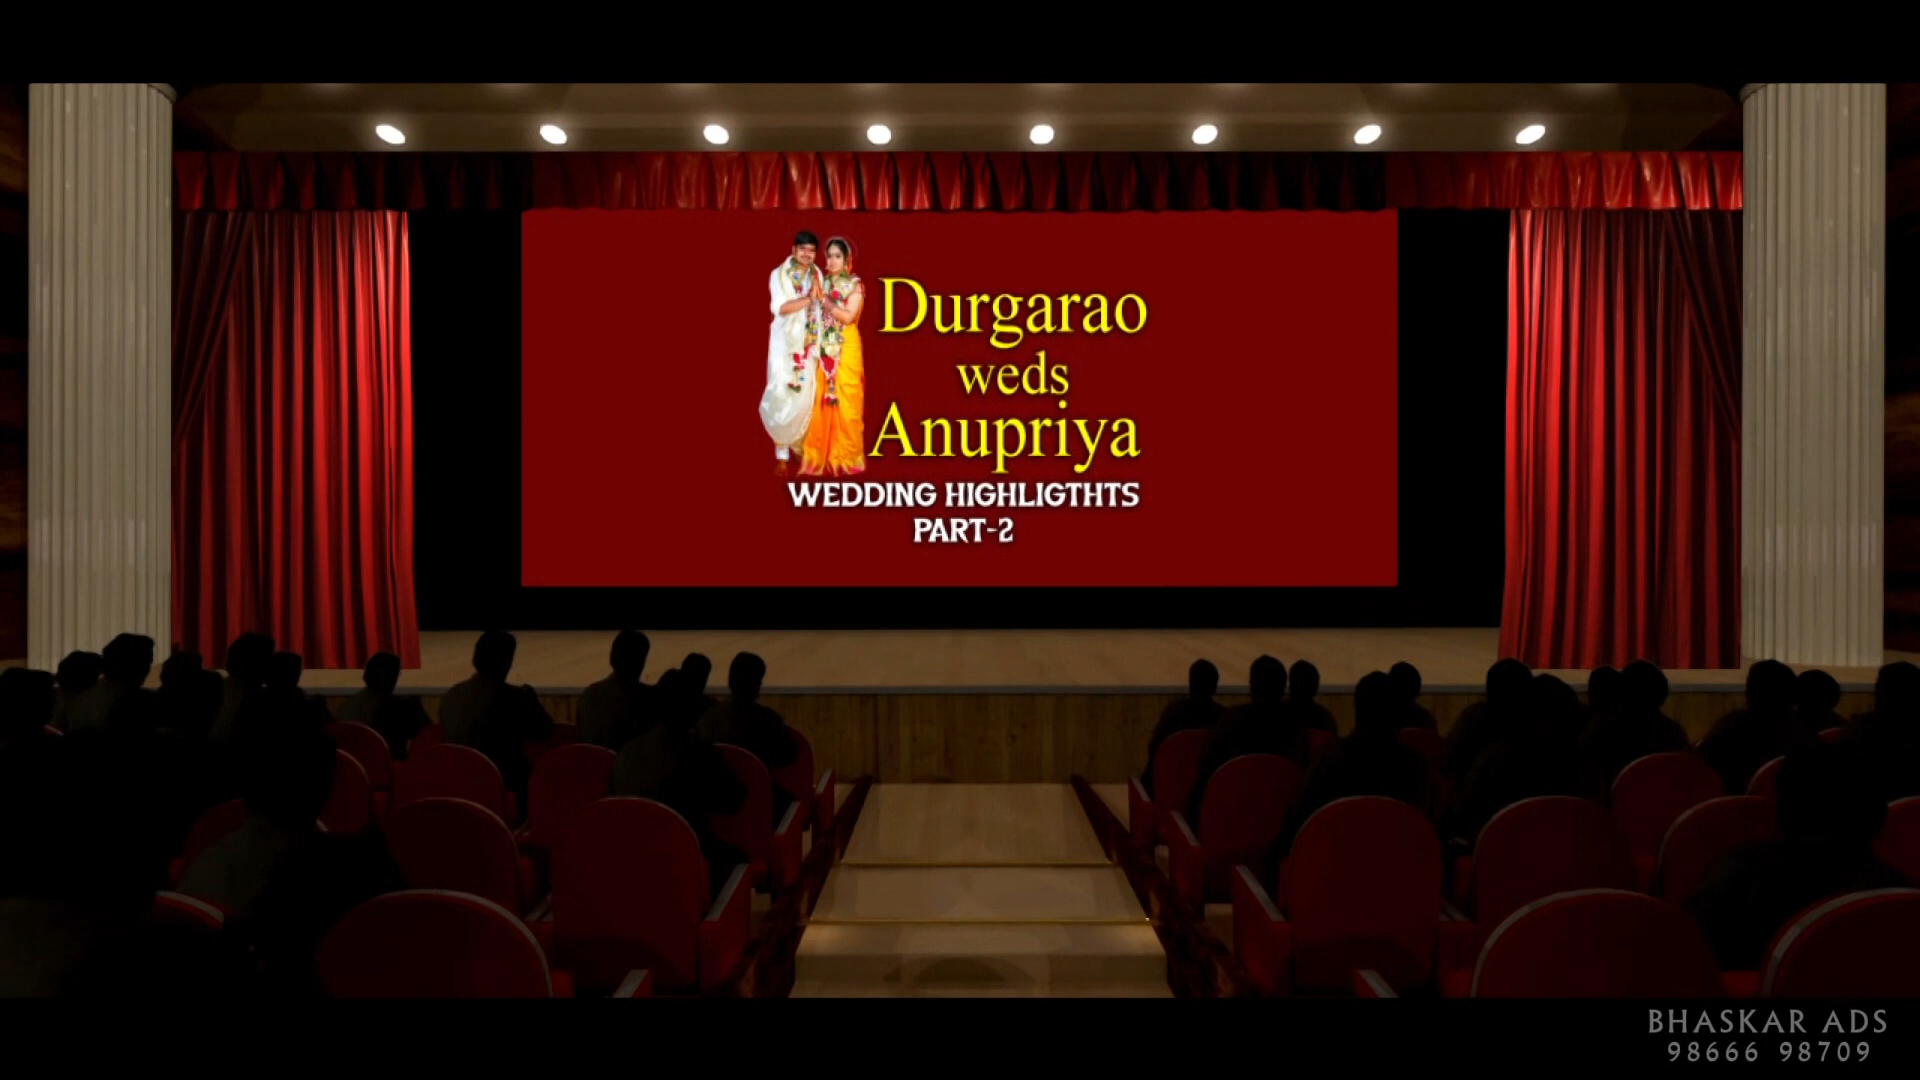 Durgarao
weds
Anupriya
WEDDING HIGHLIGTHTS
PART-2
BHASKAR ADS
98666 98709